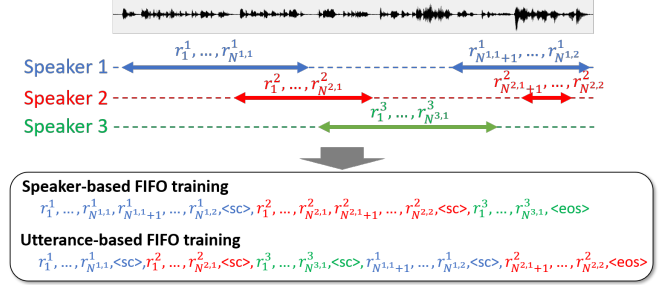 Speaker 1 r^1_1, …, r^1_{N^{1,1}} r^1_{N^{1,1}+1}, …, r^1_{N^{1,2}}
Speaker 2 r^2_1, …, r^2_{N^{2,1}} r^2_{N^{2,1}+1}, …, r^2_{N^{2,2}}
Speaker 3 r^3_1, …, r^3_{N^{3,1}}
Speaker-based FIFO training
r^1_1, …, r^1_{N^{1,1}}, r^1_{N^{1,1}+1}, …, r^1_{N^{1,2}},<sc>, r^2_1, …, r^2_{N^{2,1}}, r^2_{N^{2,1}+1}, …, r^2_{N^{2,2}},<sc>, r^3_1, …, r^3_{N^{3,1}}, <eos>
Utterance-based FIFO training
r^1_1, …, r^1_{N^{1,1}},<sc>, r^2_1, …, r^2_{N^{2,1}},<sc>, r^3_1, …, r^3_{N^{3,1}},<sc>, r^1_{N^{1,1}+1}, …, r^1_{N^{1,2}},<sc>, r^2_{N^{2,1}+1}, …, r^2_{N^{2,2}}, <eos>